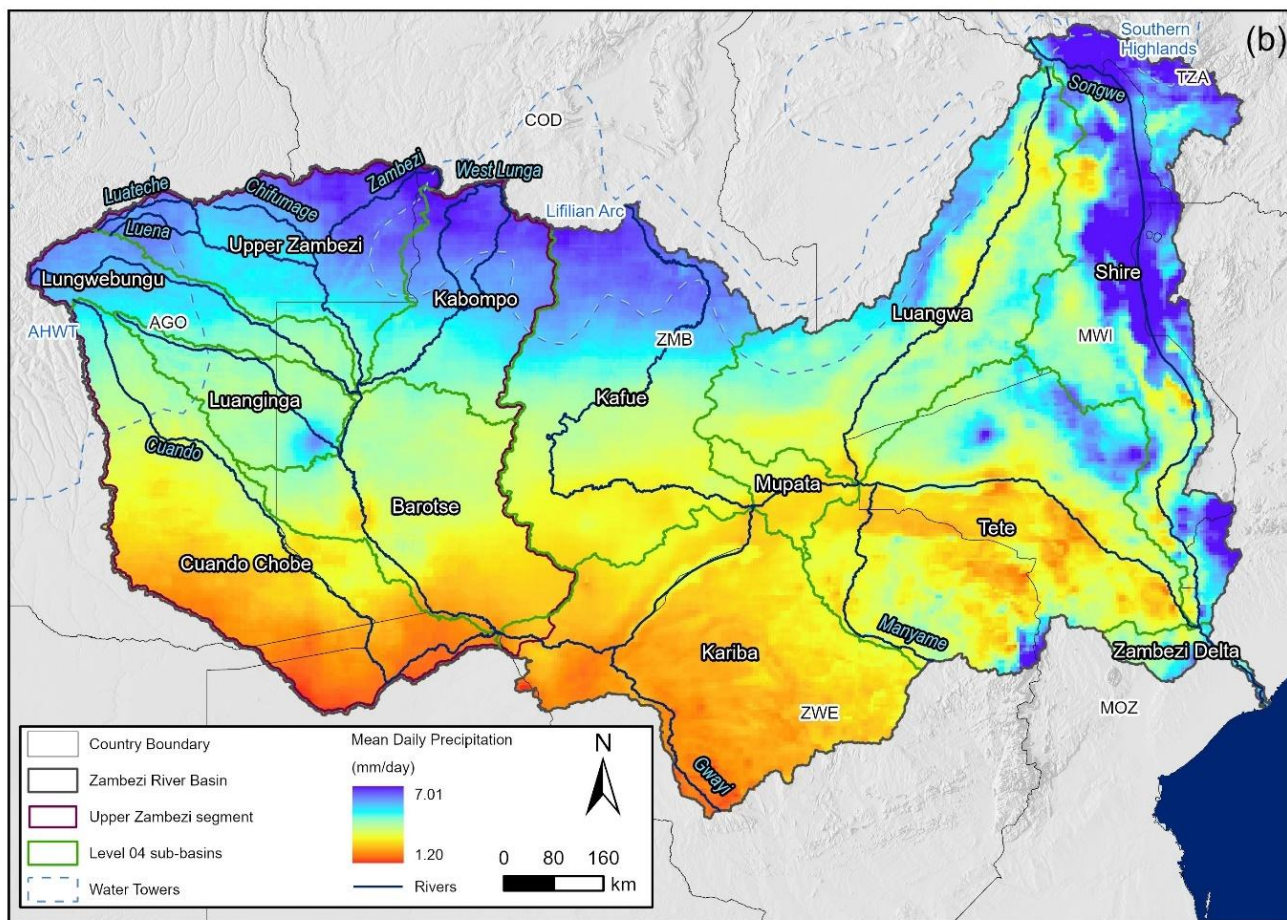 (b)
Southern
Highlands
TZA
Songwe
COD
Zambezi
West Lunga
Luateche
Chifumage
Lifilian Arc
Luena
Upper Zambezi
Shire
Lungwebungu
Kabompo
Luangwa
AHWT
AGO
ZMB
MWI
Luanginga
Kafue
Cuando
Mupata
Barotse
Tete
Cuando Chobe
Manyame
Kariba
Zambezi Delta
ZWE
MOZ
Gwayi
Country Boundary
Zambezi River Basin
Upper Zambezi segment
Level 04 sub-basins
Water Towers
Mean Daily Precipitation
(mm/day)
7.01
1.20
Rivers
N
0 80 160
km